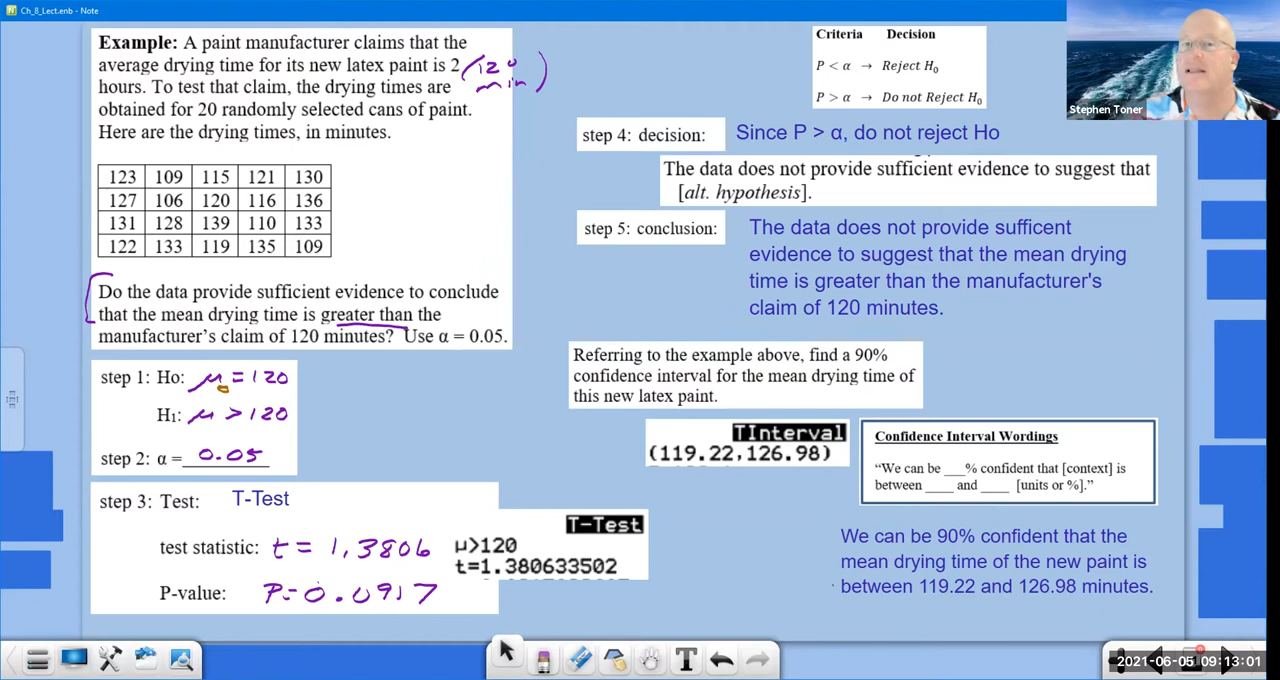 Ch_8_Lect.enb - Note
Example: A paint manufacturer claims that the
average drying time for its new latex paint is 2 (120
hours. To test that claim, the drying times are min)
obtained for 20 randomly selected cans of paint.
Here are the drying times, in minutes.
123 109 115 121 130
127 106 120 116 136
131 128 139 110 133
122 133 119 135 109
Do the data provide sufficient evidence to conclude
that the mean drying time is greater than the
manufacturer's claim of 120 minutes? Use α = 0.05.
step 1: Ho: μ = 120
H1: μ > 120
step 2: α = 0.05
step 3: Test: T-Test
test statistic: t = 1.3806
P-value: P = 0.0917
T-Test
μ>120
t=1.380633502
Criteria Decision
P < α → Reject H0
P > α → Do not Reject H0
Stephen Toner
step 4: decision: Since P > α, do not reject Ho
The data does not provide sufficient evidence to suggest that
[alt. hypothesis].
step 5: conclusion: The data does not provide sufficent
evidence to suggest that the mean drying
time is greater than the manufacturer's
claim of 120 minutes.
Referring to the example above, find a 90%
confidence interval for the mean drying time of
this new latex paint.
TInterval
(119.22,126.98)
Confidence Interval Wordings
"We can be ___% confident that [context] is
between ____ and ____ [units or %]."
We can be 90% confident that the
mean drying time of the new paint is
between 119.22 and 126.98 minutes.
2021-06-05 09:13:01